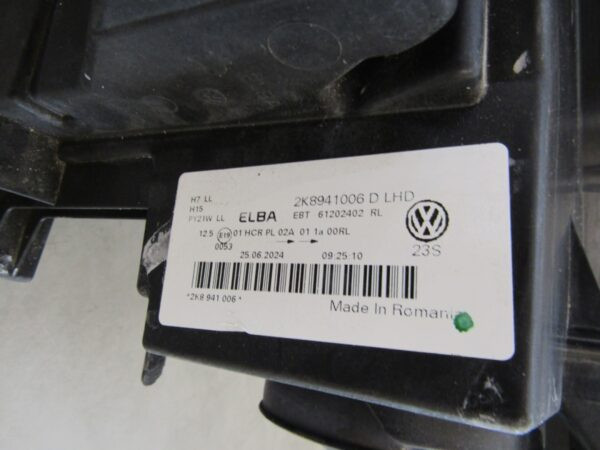 H7 LL
H15
PY21W LL
ELBA
2K8941006 D LHD
EBT 61202402 RL
12.5 E19 01 HCR PL 02A 01 1a 00RL
0053
25.06.2024 09:25:10
VW
23S
*2K8 941 006*
Made In Romania